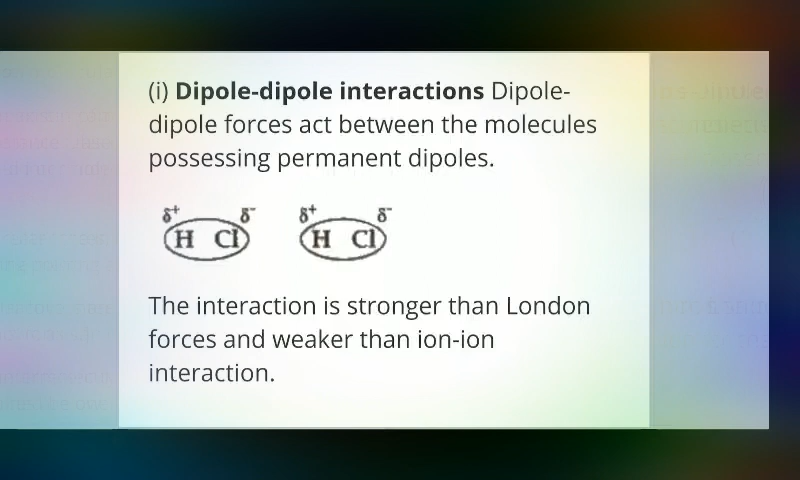 (i) Dipole-dipole interactions Dipole-
dipole forces act between the molecules
possessing permanent dipoles.
δ⁺ δ⁻ δ⁺ δ⁻
H Cl H Cl
The interaction is stronger than London
forces and weaker than ion-ion
interaction.